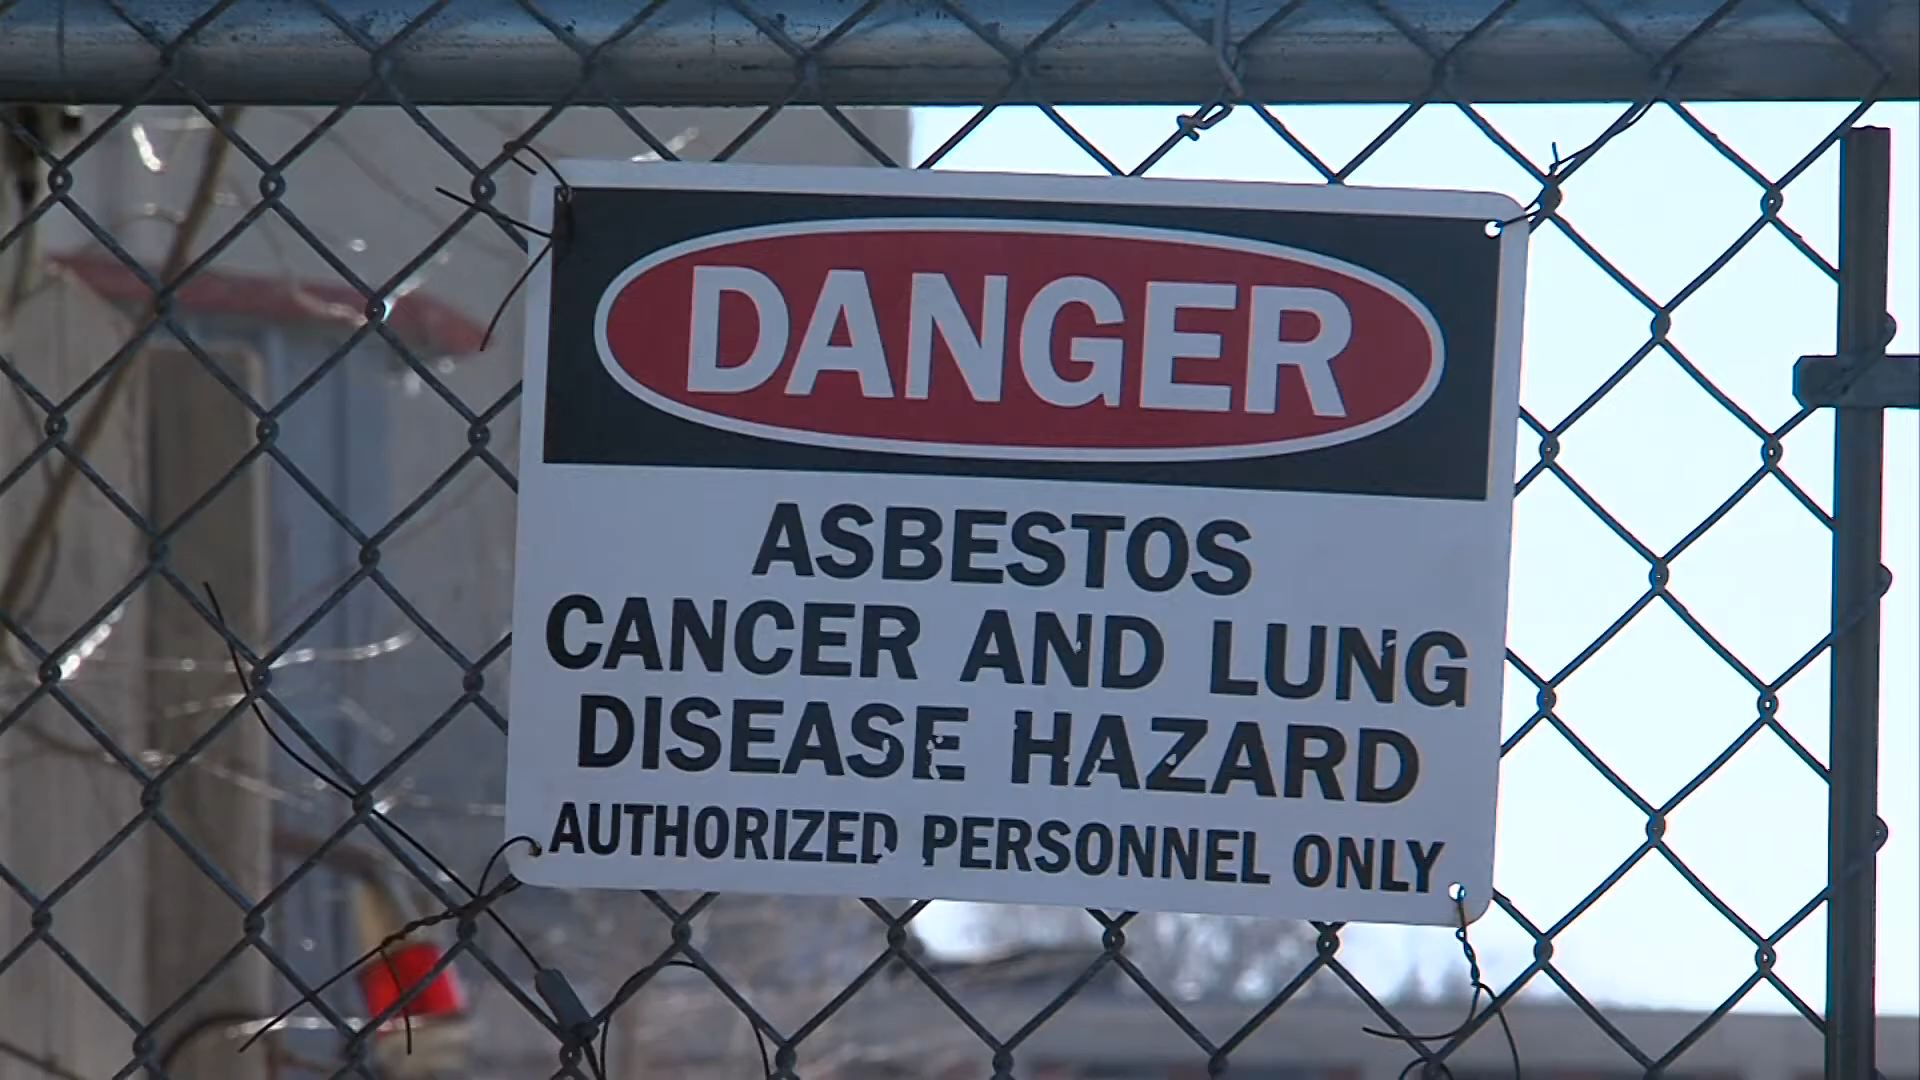 DANGER
ASBESTOS
CANCER AND LUNG
DISEASE HAZARD
AUTHORIZED PERSONNEL ONLY